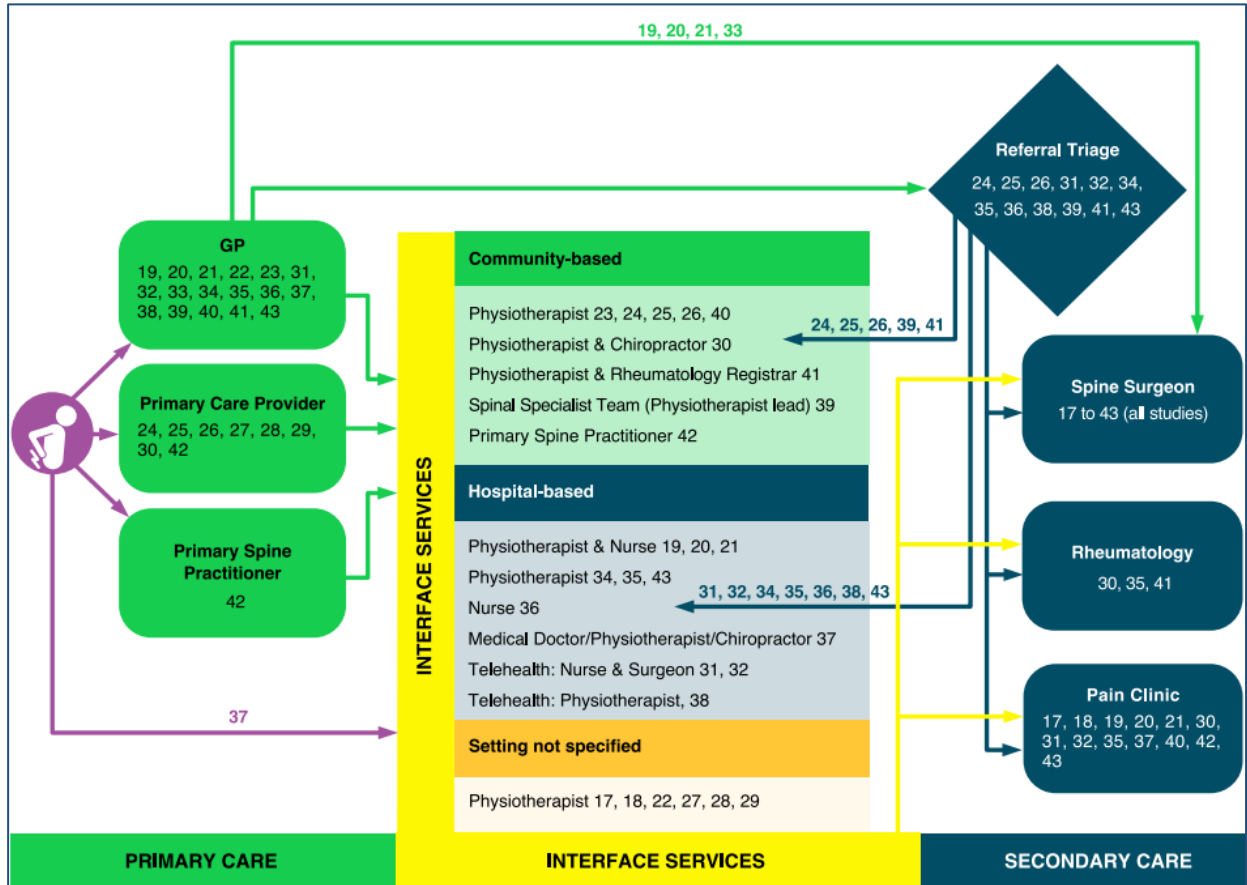 19, 20, 21, 33
Referral Triage
24, 25, 26, 31, 32, 34,
35, 36, 38, 39, 41, 43
GP
19, 20, 21, 22, 23, 31,
32, 33, 34, 35, 36, 37,
38, 39, 40, 41, 43
Primary Care Provider
24, 25, 26, 27, 28, 29,
30, 42
Primary Spine
Practitioner
42
37
INTERFACE SERVICES
Community-based
Physiotherapist 23, 24, 25, 26, 40
Physiotherapist & Chiropractor 30
Physiotherapist & Rheumatology Registrar 41
Spinal Specialist Team (Physiotherapist lead) 39
Primary Spine Practitioner 42
24, 25, 26, 39, 41
Hospital-based
Physiotherapist & Nurse 19, 20, 21
Physiotherapist 34, 35, 43
Nurse 36
Medical Doctor/Physiotherapist/Chiropractor 37
Telehealth: Nurse & Surgeon 31, 32
Telehealth: Physiotherapist, 38
31, 32, 34, 35, 36, 38, 43
Setting not specified
Physiotherapist 17, 18, 22, 27, 28, 29
Spine Surgeon
17 to 43 (all studies)
Rheumatology
30, 35, 41
Pain Clinic
17, 18, 19, 20, 21, 30,
31, 32, 35, 37, 40, 42,
43
PRIMARY CARE
INTERFACE SERVICES
SECONDARY CARE